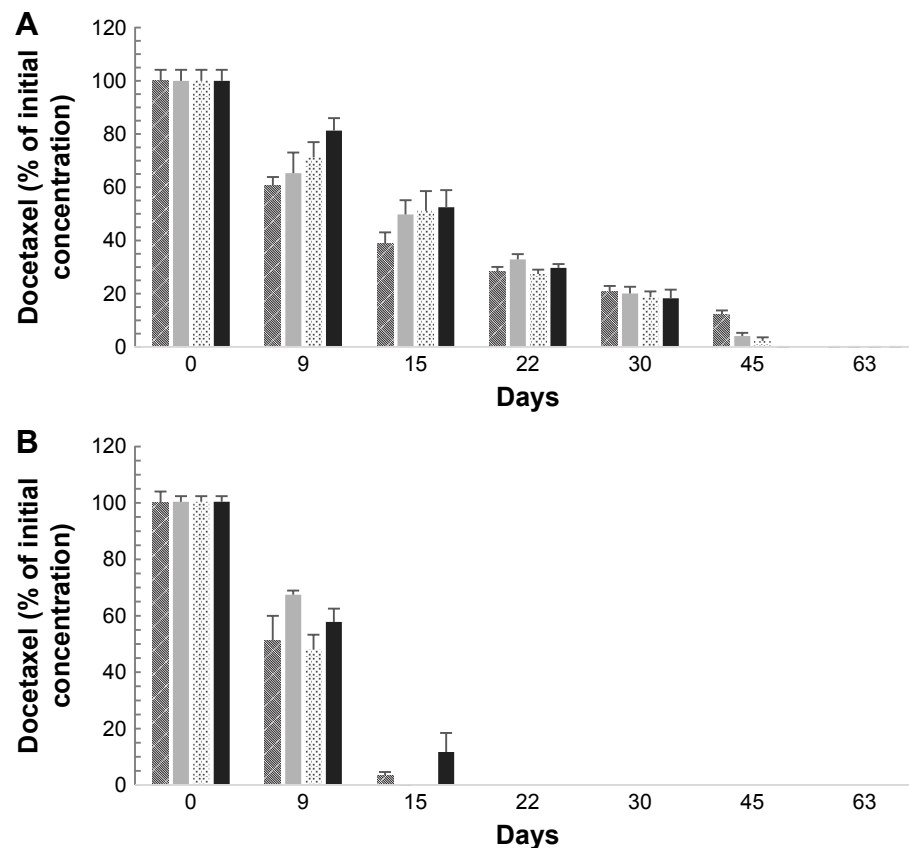 A
Docetaxel (% of initial
concentration)
120
100
80
60
40
20
0
0 9 15 22 30 45 63
Days
B
Docetaxel (% of initial
concentration)
120
100
80
60
40
20
0
0 9 15 22 30 45 63
Days